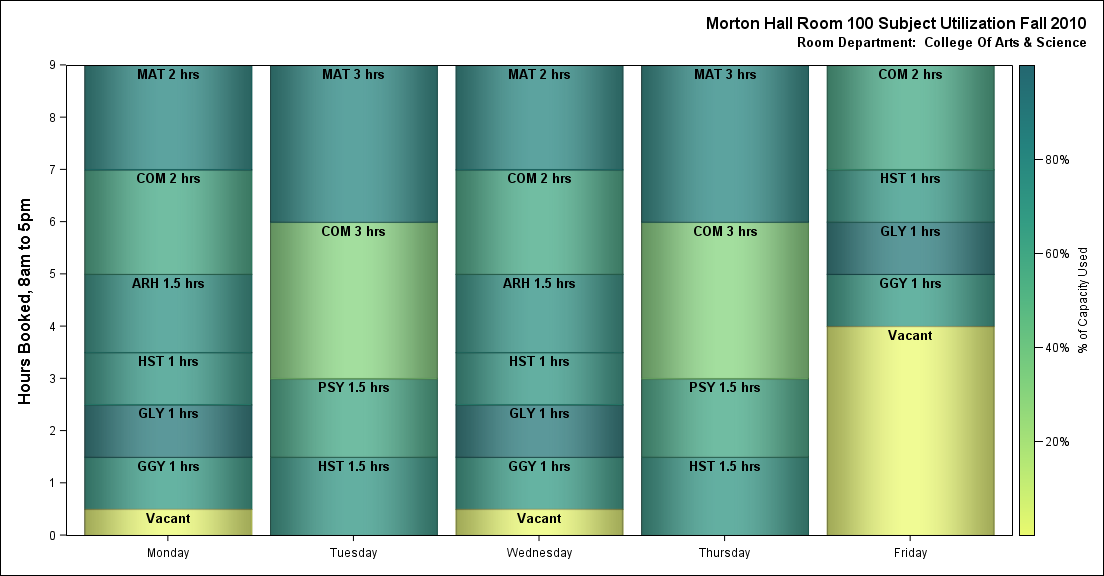 Morton Hall Room 100 Subject Utilization Fall 2010
Room Department:  College Of Arts & Science
Hours Booked, 8am to 5pm
9
8
7
6
5
4
3
2
1
0
MAT 2 hrs
COM 2 hrs
ARH 1.5 hrs
HST 1 hrs
GLY 1 hrs
GGY 1 hrs
Vacant
Monday
MAT 3 hrs
COM 3 hrs
PSY 1.5 hrs
HST 1.5 hrs
Tuesday
MAT 2 hrs
COM 2 hrs
ARH 1.5 hrs
HST 1 hrs
GLY 1 hrs
GGY 1 hrs
Vacant
Wednesday
MAT 3 hrs
COM 3 hrs
PSY 1.5 hrs
HST 1.5 hrs
Thursday
COM 2 hrs
HST 1 hrs
GLY 1 hrs
GGY 1 hrs
Vacant
Friday
80%
60%
40%
20%
% of Capacity Used